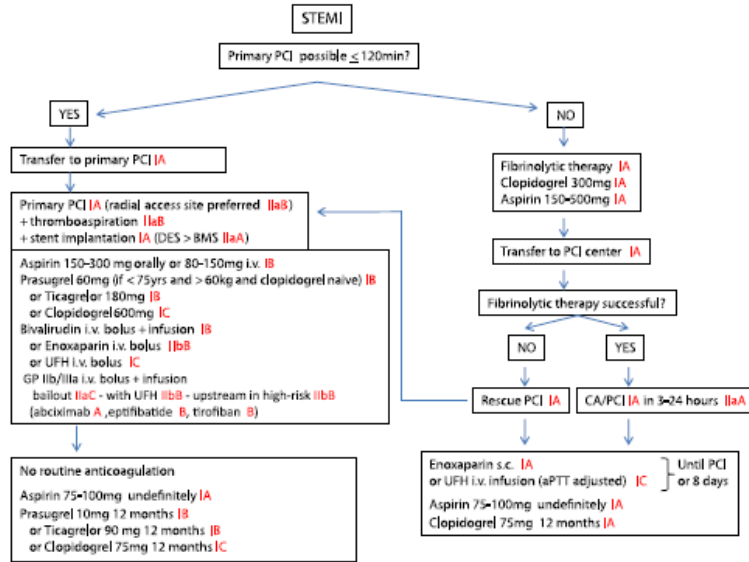 STEMI
Primary PCI possible ≤120min?
YES
NO
Transfer to primary PCI IA
Primary PCI IA (radial access site preferred IIaB)
+ thromboaspiration IIaB
+ stent implantation IA (DES > BMS IIaA)
Aspirin 150-300 mg orally or 80-150mg i.v. IB
Prasugrel 60mg (if <75yrs and >60kg and clopidogrel naive) IB
or Ticagrelor 180mg IB
or Clopidogrel 600mg IC
Bivalirudin i.v. bolus + infusion IB
or Enoxaparin i.v. bolus IIbB
or UFH i.v. bolus IC
GP IIb/IIIa i.v. bolus + infusion
bailout IIaC - with UFH IIbB - upstream in high-risk IIbB
(abciximab A ,eptifibatide B, tirofiban B)
No routine anticoagulation
Aspirin 75-100mg undefinitely IA
Prasugrel 10mg 12 months IB
or Ticagrelor 90 mg 12 months IB
or Clopidogrel 75mg 12 months IC
Fibrinolytic therapy IA
Clopidogrel 300mg IA
Aspirin 150-500mg IA
Transfer to PCI center IA
Fibrinolytic therapy successful?
NO
YES
Rescue PCI IA
CA/PCI IA in 3-24 hours IIaA
Enoxaparin s.c. IA
or UFH i.v. infusion (aPTT adjusted) IC
Until PCI
or 8 days
Aspirin 75-100mg undefinitely IA
Clopidogrel 75mg 12 months IA